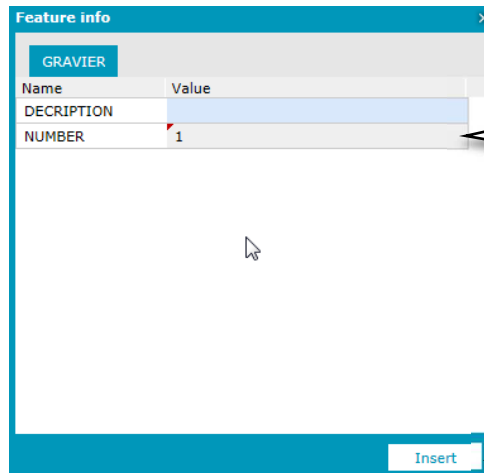 Feature info
GRAVIER
Name Value
DECRIPTION
NUMBER 1
Insert